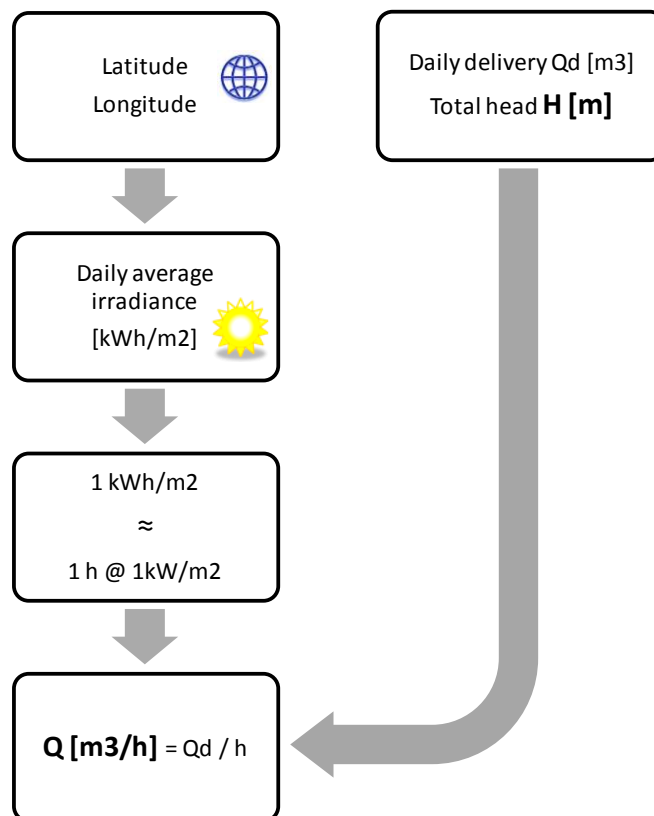 Latitude
Longitude
Daily delivery Qd [m3]
Total head H [m]
Daily average
irradiance
[kWh/m2]
1 kWh/m2
≈
1 h @ 1kW/m2
Q [m3/h] = Qd / h